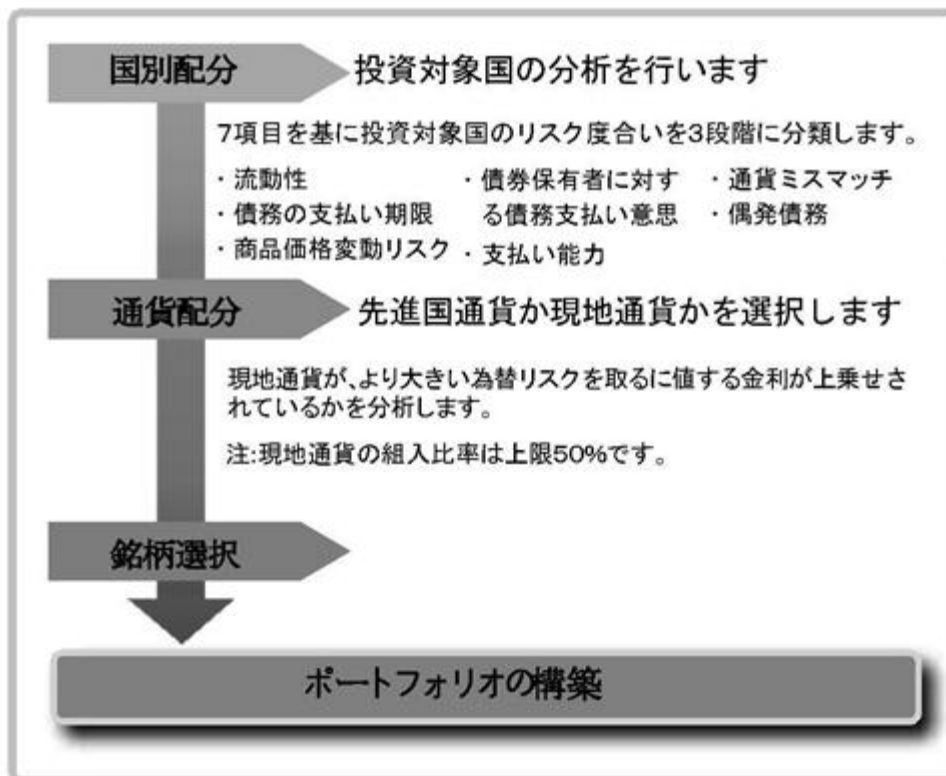 国別配分
投資対象国の分析を行います
7項目を基に投資対象国のリスク度合いを3段階に分類します。
・流動性
・債務の支払い期限
・商品価格変動リスク
・債券保有者に対す
る債務支払い意思
・支払い能力
・通貨ミスマッチ
・偶発債務
通貨配分
先進国通貨か現地通貨かを選択します
現地通貨が、より大きい為替リスクを取るに値する金利が上乗せさ
れているかを分析します。
注:現地通貨の組入比率は上限50%です。
銘柄選択
ポートフォリオの構築